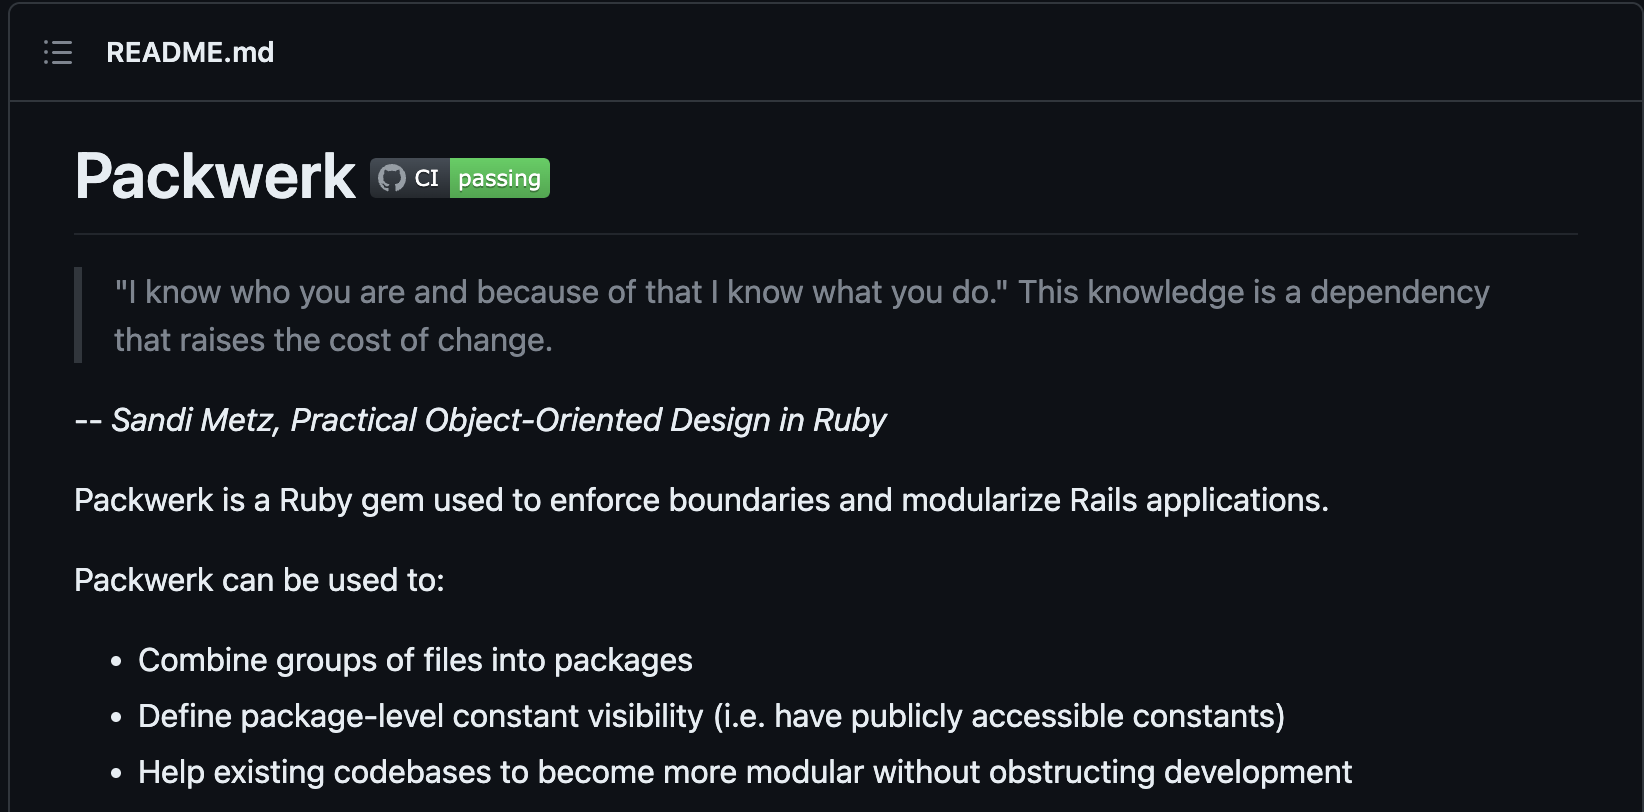 README.md
Packwerk CI passing
"I know who you are and because of that I know what you do." This knowledge is a dependency
that raises the cost of change.
-- Sandi Metz, Practical Object-Oriented Design in Ruby
Packwerk is a Ruby gem used to enforce boundaries and modularize Rails applications.
Packwerk can be used to:
• Combine groups of files into packages
• Define package-level constant visibility (i.e. have publicly accessible constants)
• Help existing codebases to become more modular without obstructing development